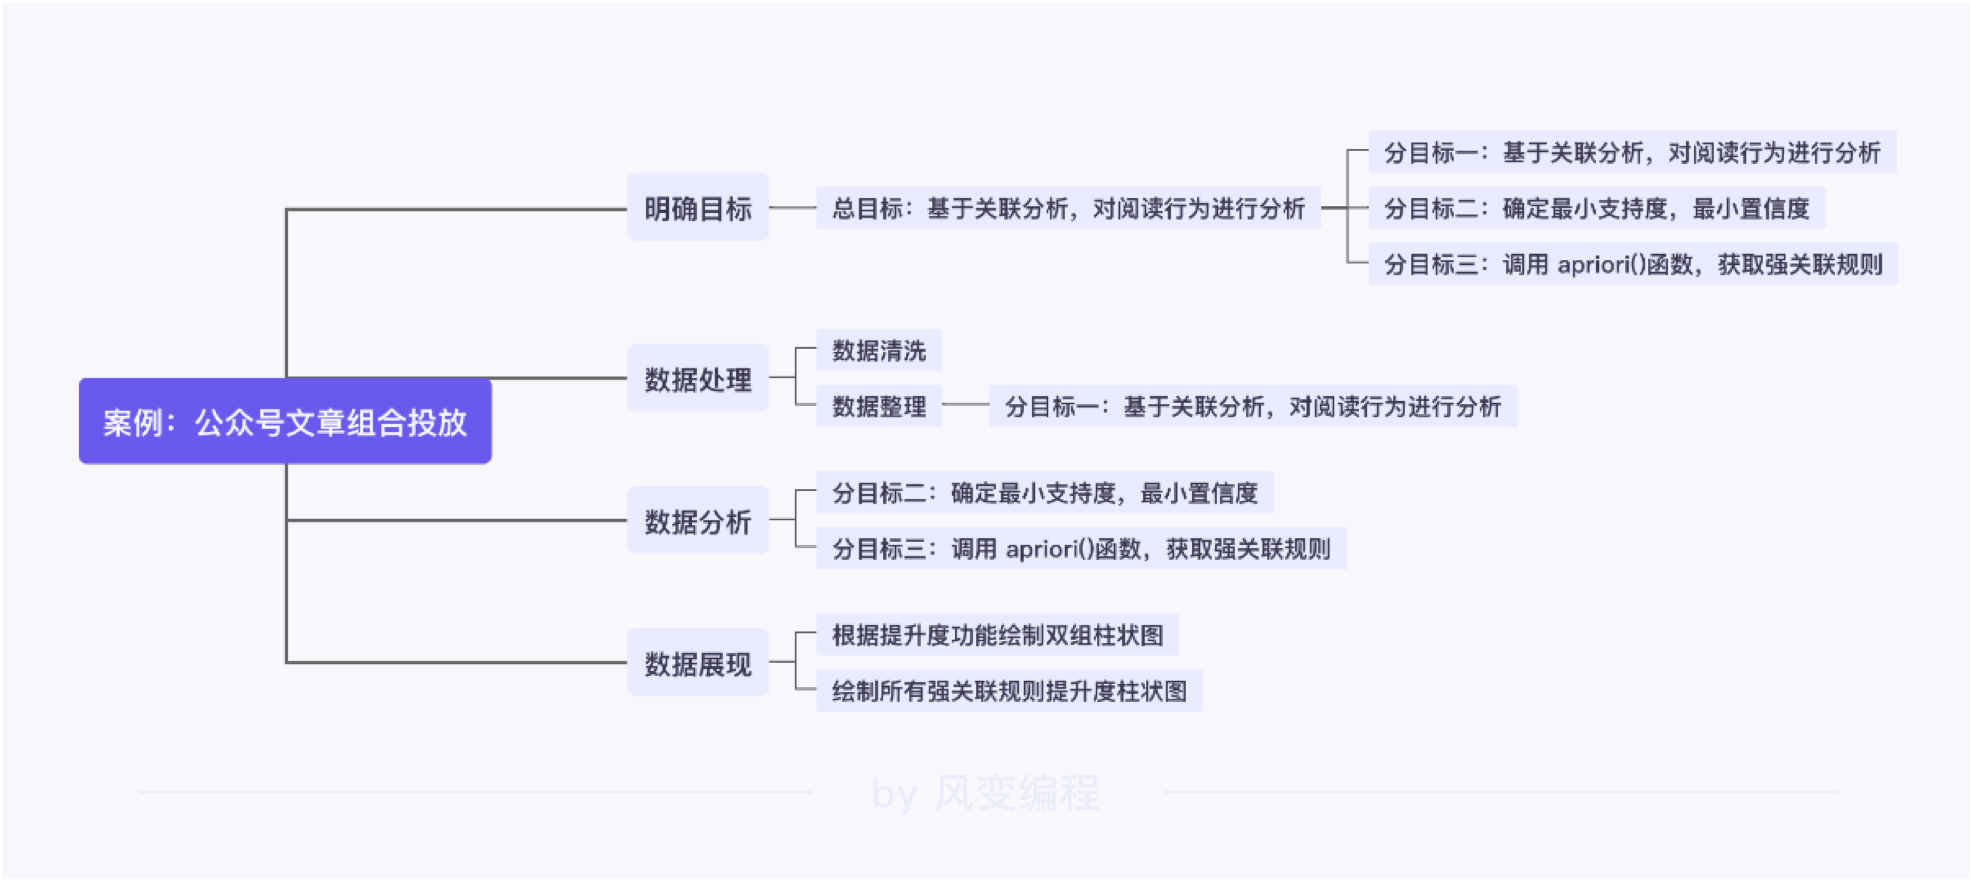 案例：公众号文章组合投放
明确目标
总目标：基于关联分析，对阅读行为进行分析
分目标一：基于关联分析，对阅读行为进行分析
分目标二：确定最小支持度，最小置信度
分目标三：调用 apriori()函数，获取强关联规则
数据处理
数据清洗
数据整理
分目标一：基于关联分析，对阅读行为进行分析
数据分析
分目标二：确定最小支持度，最小置信度
分目标三：调用 apriori()函数，获取强关联规则
数据展现
根据提升度功能绘制双组柱状图
绘制所有强关联规则提升度柱状图
by 风变编程